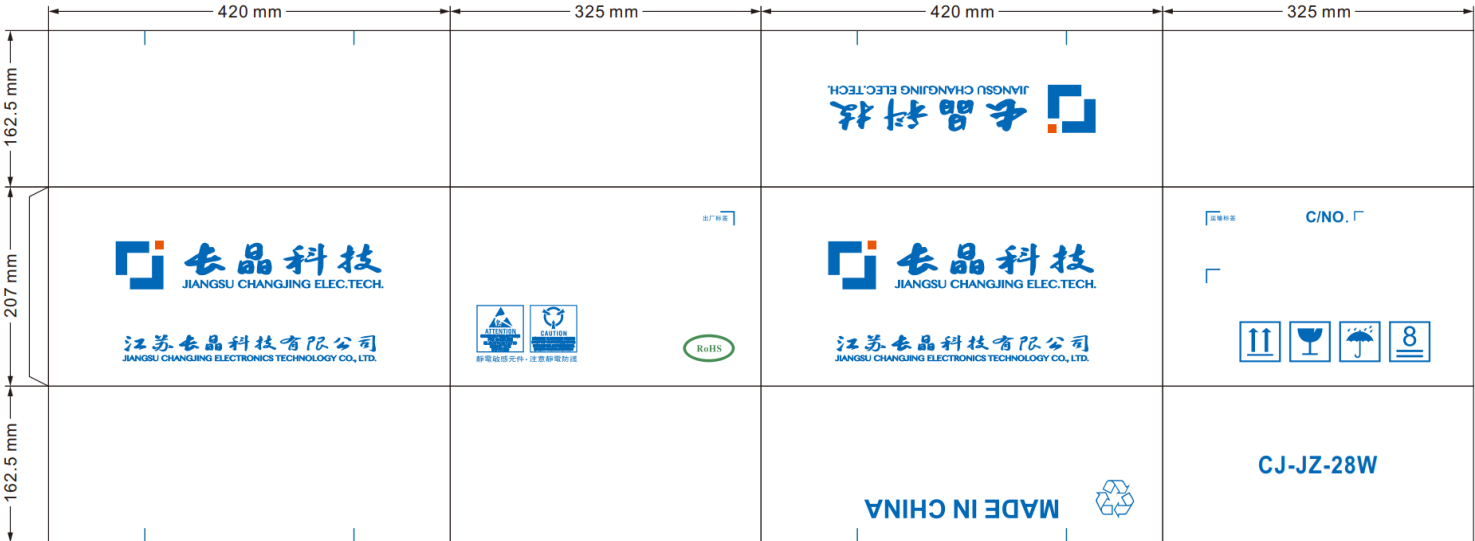 420 mm
325 mm
420 mm
325 mm
162.5 mm
207 mm
162.5 mm
长晶科技
JIANGSU CHANGJING ELEC.TECH.
长晶科技
JIANGSU CHANGJING ELEC.TECH.
江苏长晶科技有限公司
JIANGSU CHANGJING ELECTRONICS TECHNOLOGY CO., LTD.
出厂标签
ATTENTION
CAUTION
靜電敏感元件·注意靜電防護
RoHS
长晶科技
JIANGSU CHANGJING ELEC.TECH.
江苏长晶科技有限公司
JIANGSU CHANGJING ELECTRONICS TECHNOLOGY CO., LTD.
运输标签
C/NO.
8
MADE IN CHINA
CJ-JZ-28W